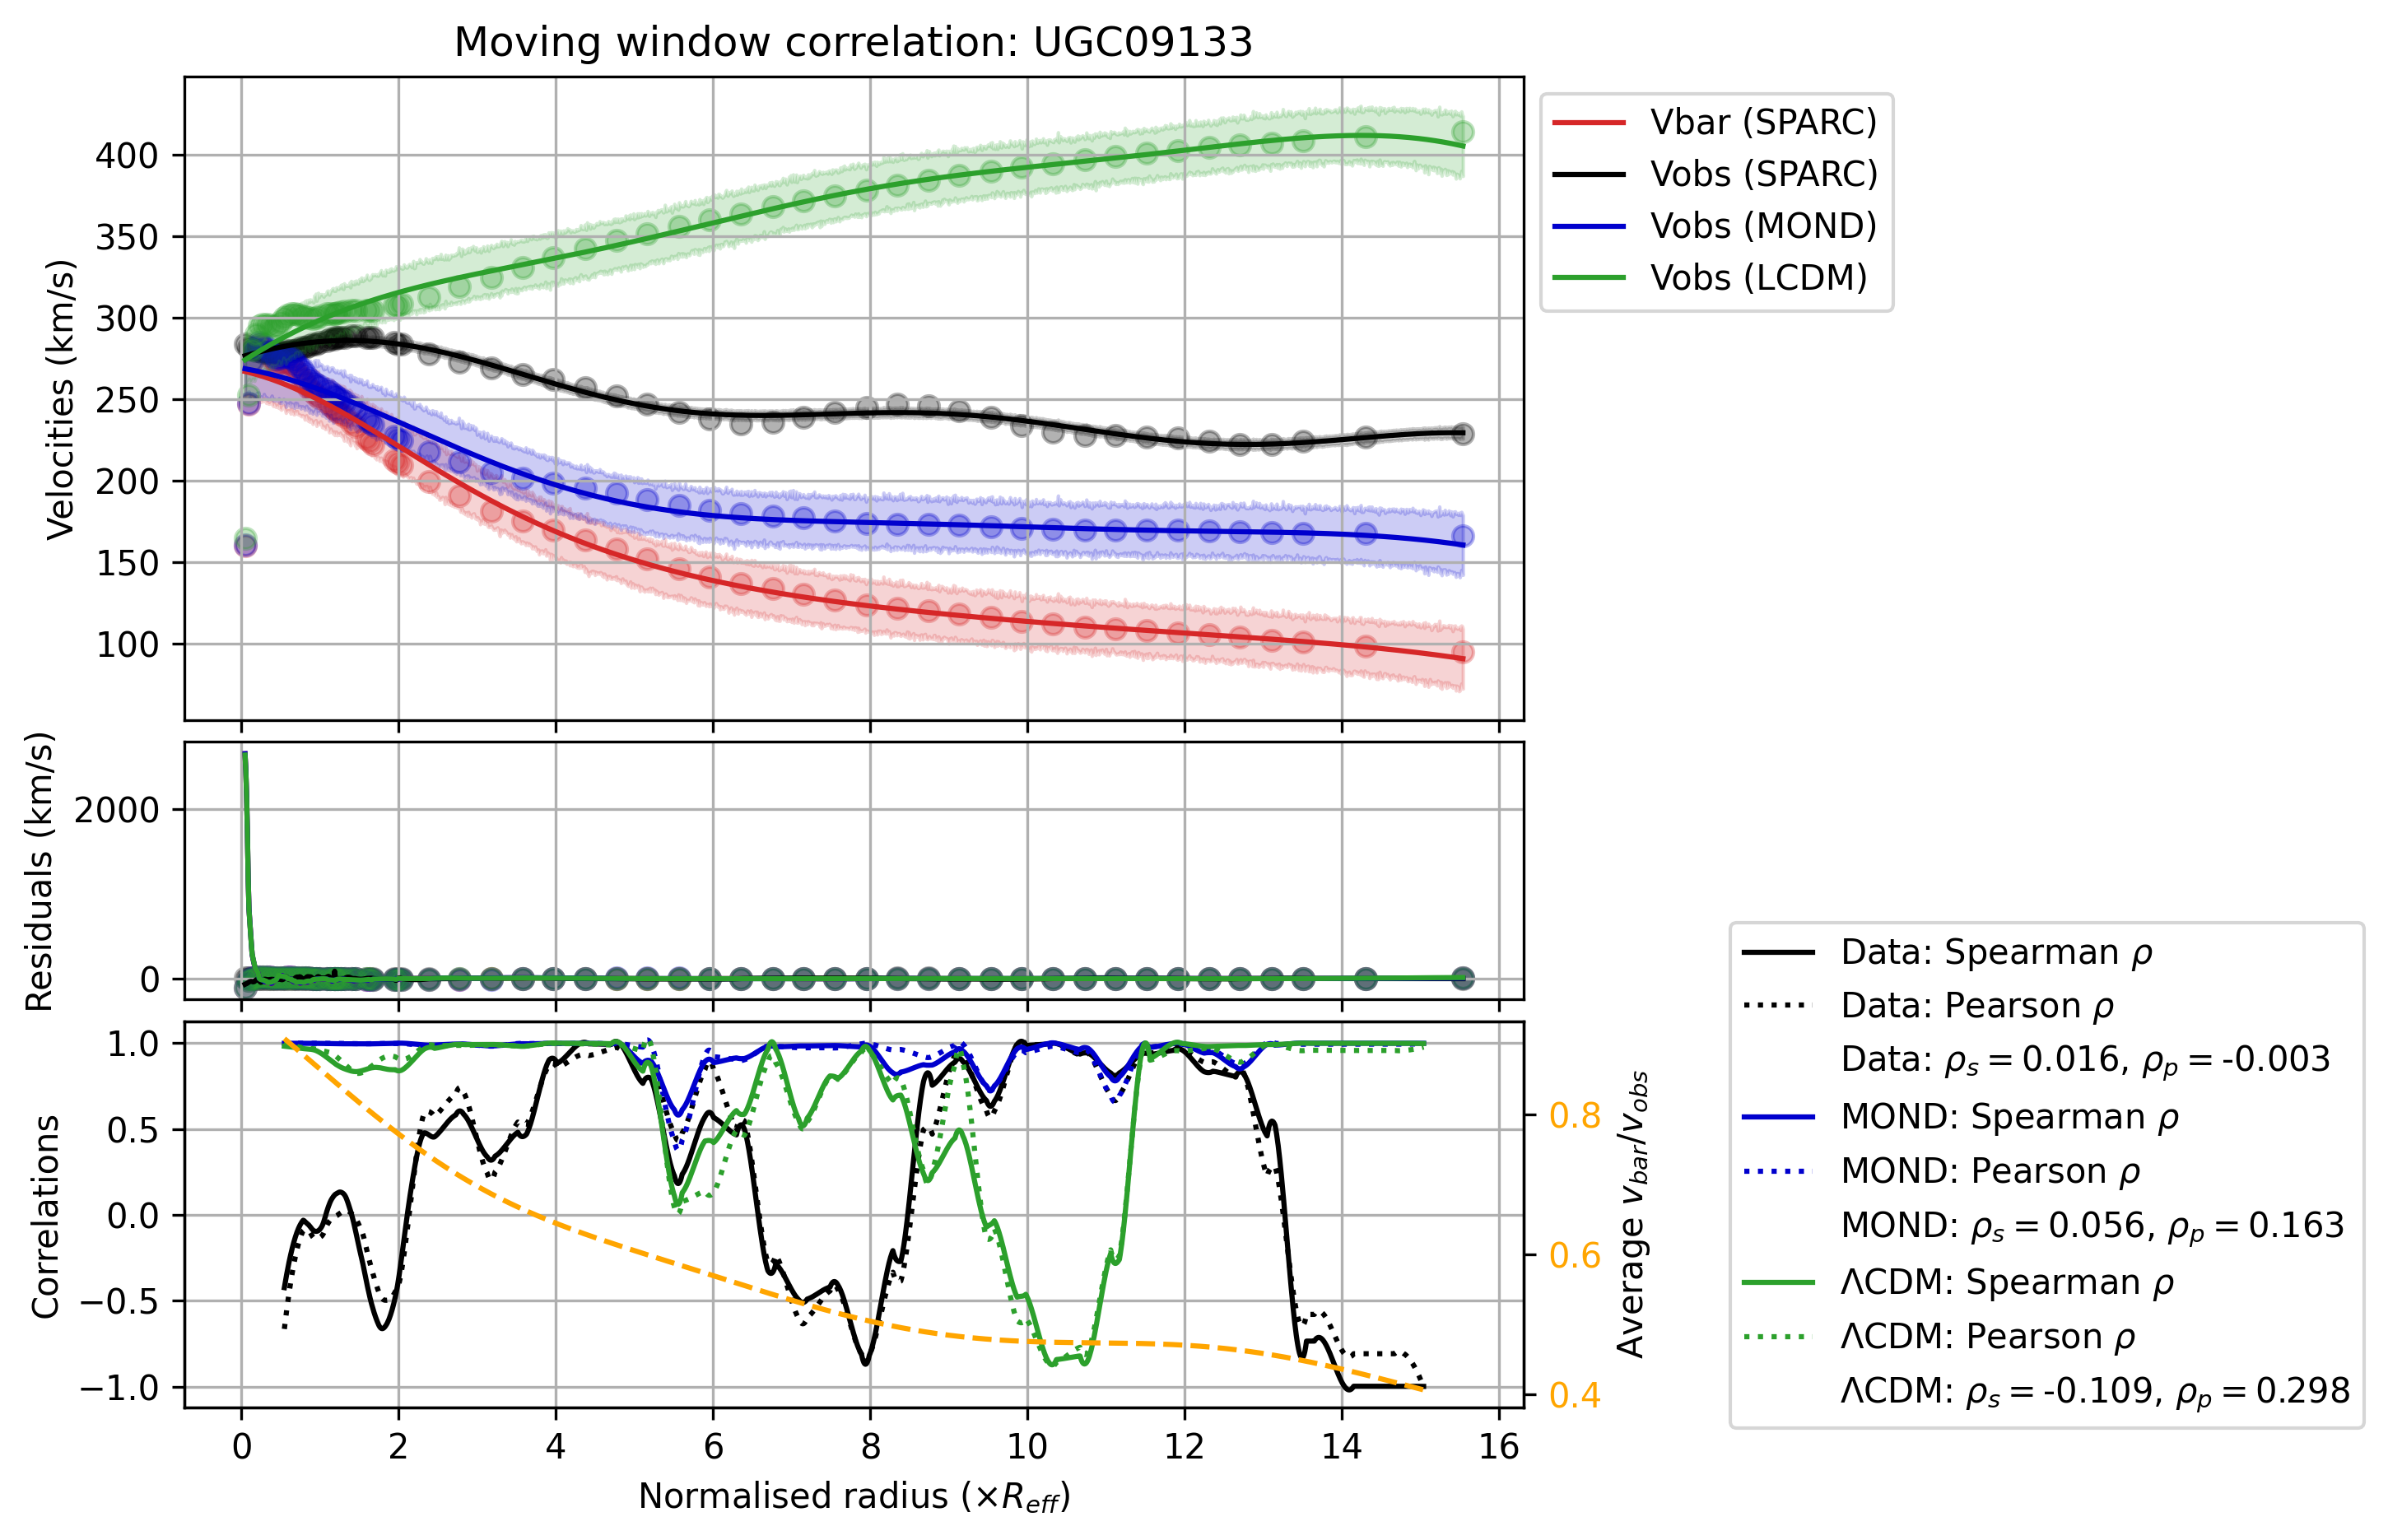 Moving window correlation: UGC09133
Velocities (km/s)
400
350
300
250
200
150
100
Vbar (SPARC)
Vobs (SPARC)
Vobs (MOND)
Vobs (LCDM)
Residuals (km/s)
2000
0
Correlations
1.0
0.5
0.0
−0.5
−1.0
0.8
0.6
0.4
Average v_bar/v_obs
0 2 4 6 8 10 12 14 16
Normalised radius (×R_eff)
Data: Spearman ρ
Data: Pearson ρ
Data: ρ_s = 0.016, ρ_p = -0.003
MOND: Spearman ρ
MOND: Pearson ρ
MOND: ρ_s = 0.056, ρ_p = 0.163
ΛCDM: Spearman ρ
ΛCDM: Pearson ρ
ΛCDM: ρ_s = -0.109, ρ_p = 0.298